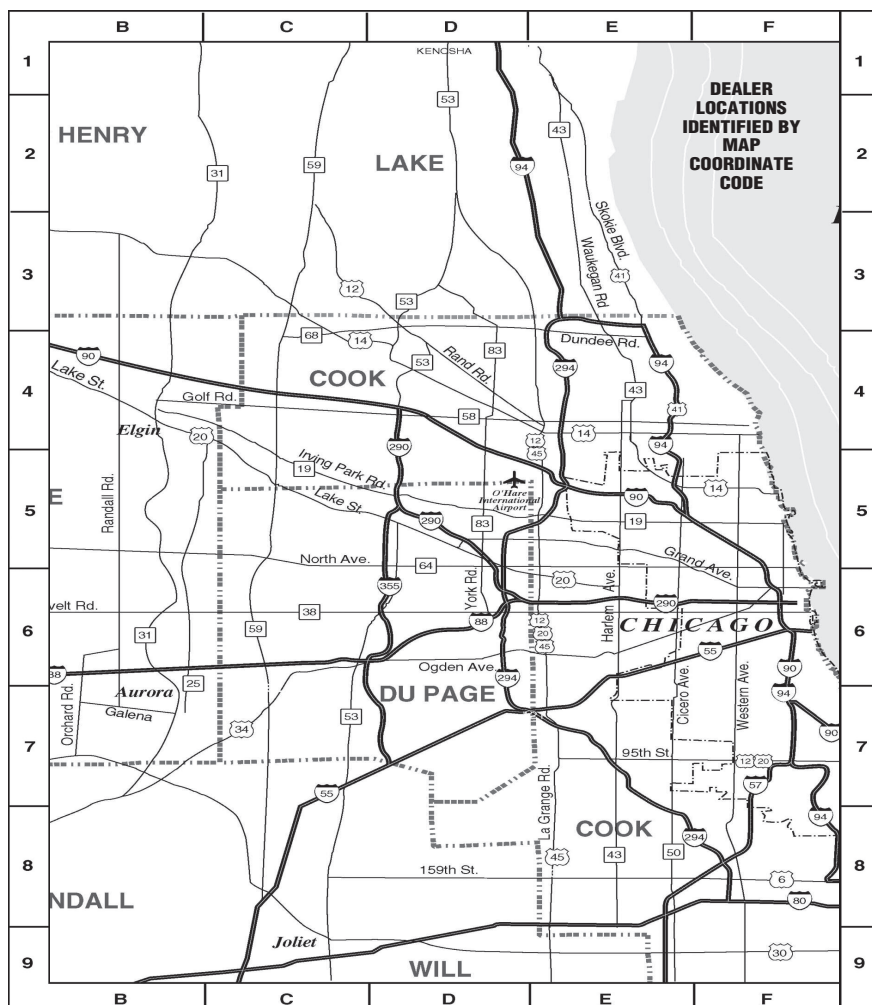 B C D E F
1
KENOSHA
DEALER
LOCATIONS
IDENTIFIED BY
MAP
COORDINATE
CODE
53
43
2
HENRY
LAKE
31
59
94
2
Skokie Blvd.
Waukegan Rd
3
12
53
41
3
68
14
83
Dundee Rd.
90
53
Rand Rd.
294
94
4
COOK
Lake St.
Golf Rd.
43
41
4
58
Elgin
20
290
12
14
94
45
Irving Park Rd.
19
O'Hare
International
Airport
90
14
E
Randall Rd.
Lake St.
5
290
83
19
5
North Ave.
64
Grand Ave.
20
355
York Rd.
Harlem Ave.
velt Rd.
38
290
6
31
59
88
12
20
45
CHICAGO
55
6
Ogden Ave.
90
88
294
Orchard Rd.
Aurora
25
DU PAGE
Cicero Ave.
Western Ave.
94
Galena
53
34
90
7
95th St.
12
20
7
La Grange Rd.
57
55
94
COOK
294
8
45
43
50
8
159th St.
6
NDALL
80
Joliet
30
9
WILL
9
B C D E F